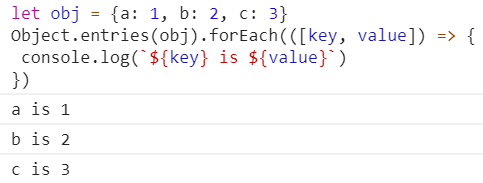 let obj = {a: 1, b: 2, c: 3}
Object.entries(obj).forEach(([key, value]) => {
 console.log(`${key} is ${value}`)
})
a is 1
b is 2
c is 3